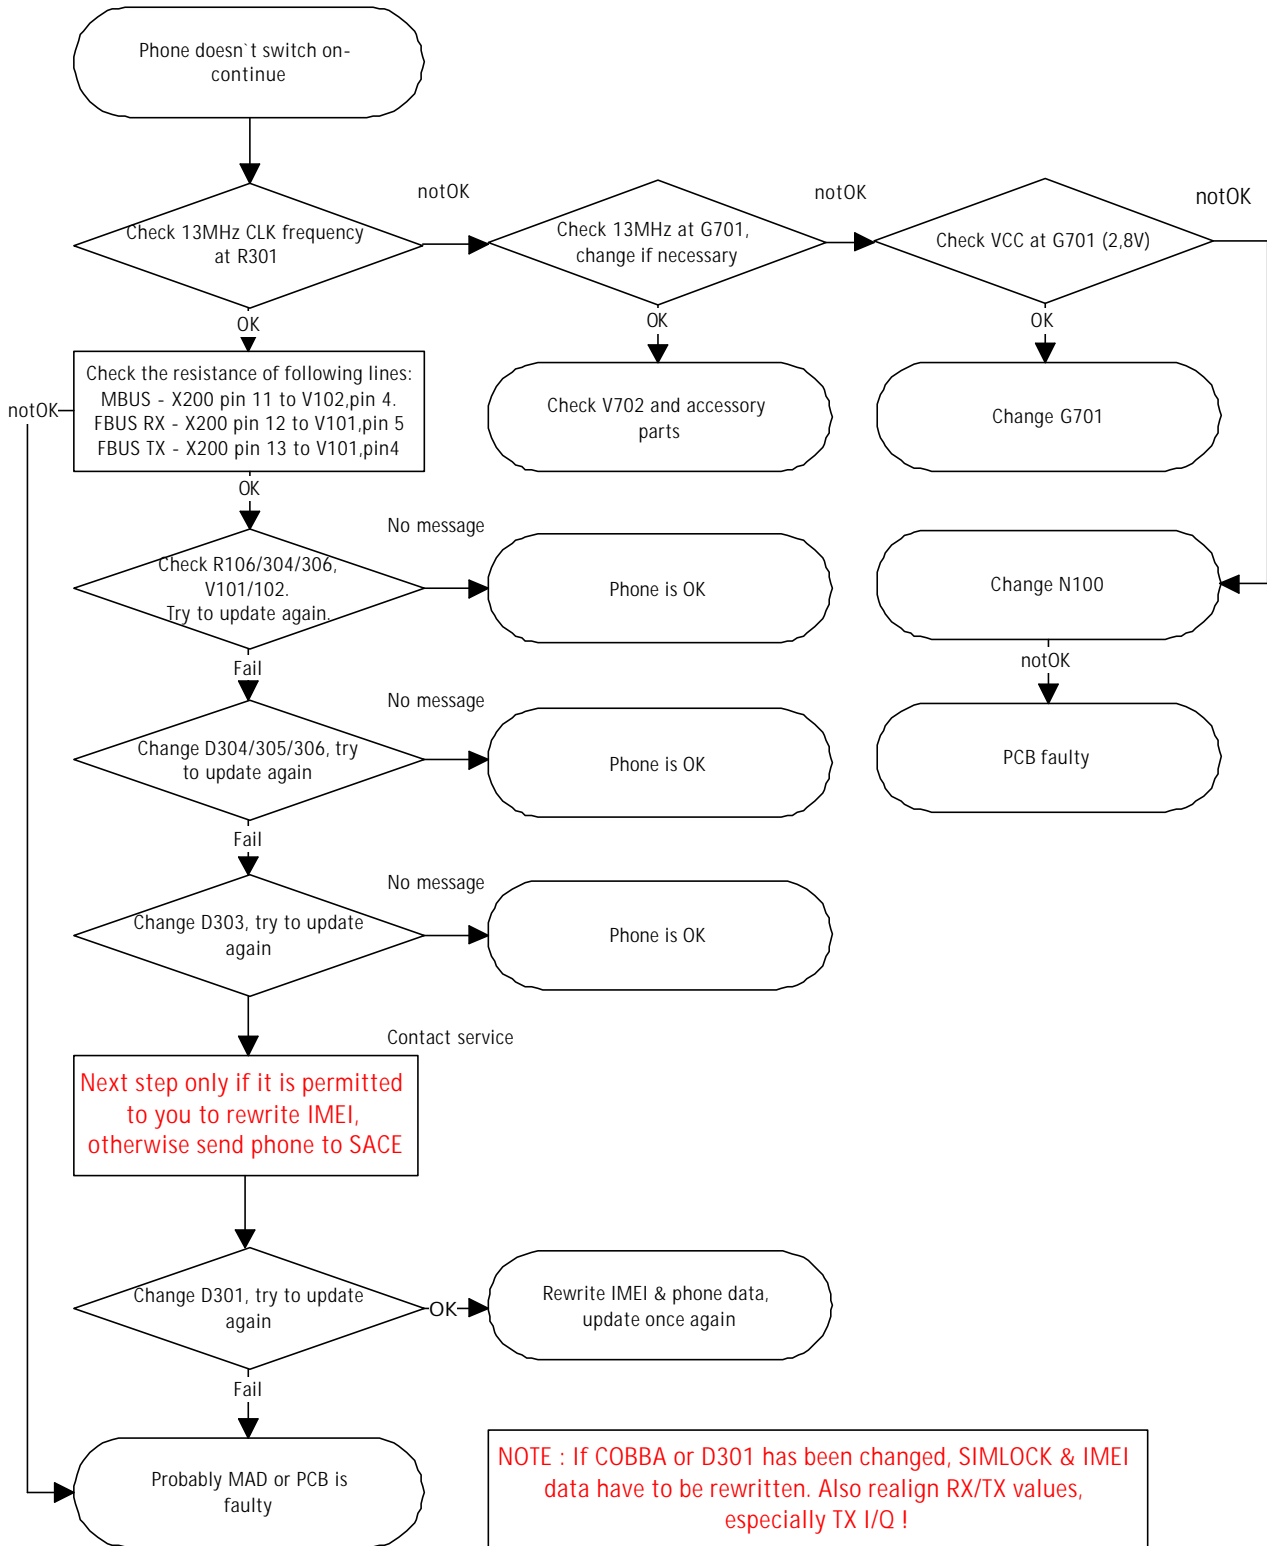 Phone doesn`t switch on-
continue
notOK
notOK
notOK
Check 13MHz CLK frequency
at R301
Check 13MHz at G701,
change if necessary
Check VCC at G701 (2,8V)
OK
OK
OK
Check the resistance of following lines:
MBUS - X200 pin 11 to V102,pin 4.
FBUS RX - X200 pin 12 to V101,pin 5
FBUS TX - X200 pin 13 to V101,pin4
notOK
Check V702 and accessory
parts
Change G701
OK
No message
Check R106/304/306,
V101/102.
Try to update again.
Phone is OK
Change N100
notOK
Fail
No message
Change D304/305/306, try
to update again
Phone is OK
PCB faulty
Fail
No message
Change D303, try to update
again
Phone is OK
Contact service
Next step only if it is permitted
to you to rewrite IMEI,
otherwise send phone to SACE
Change D301, try to update
again
OK
Rewrite IMEI & phone data,
update once again
Fail
Probably MAD or PCB is
faulty
NOTE : If COBBA or D301 has been changed, SIMLOCK & IMEI
data have to be rewritten. Also realign RX/TX values,
especially TX I/Q !